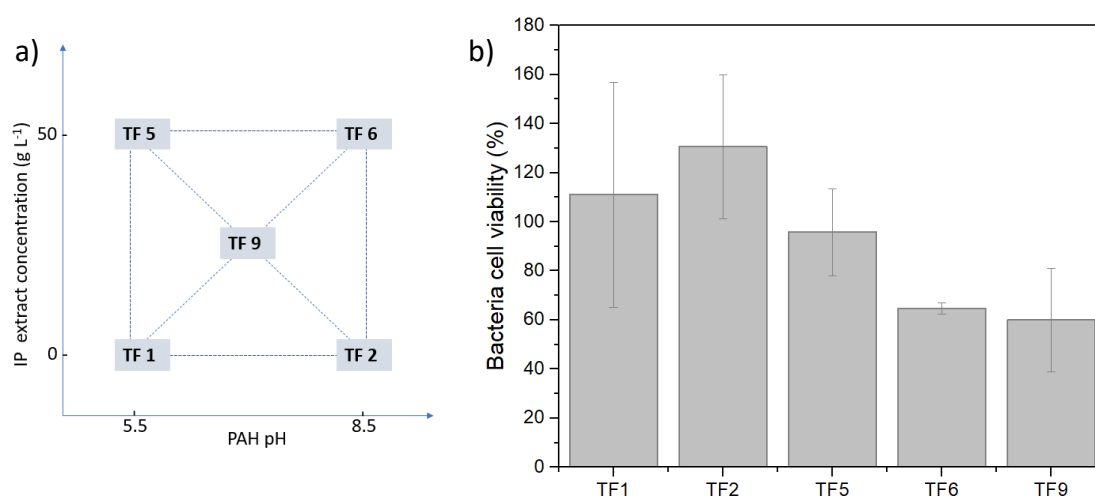 a)
IP extract concentration (g L⁻¹)
50
0
TF 5
TF 6
TF 9
TF 1
TF 2
5.5
8.5
PAH pH
b)
Bacteria cell viability (%)
180
160
140
120
100
80
60
40
20
0
TF1
TF2
TF5
TF6
TF9